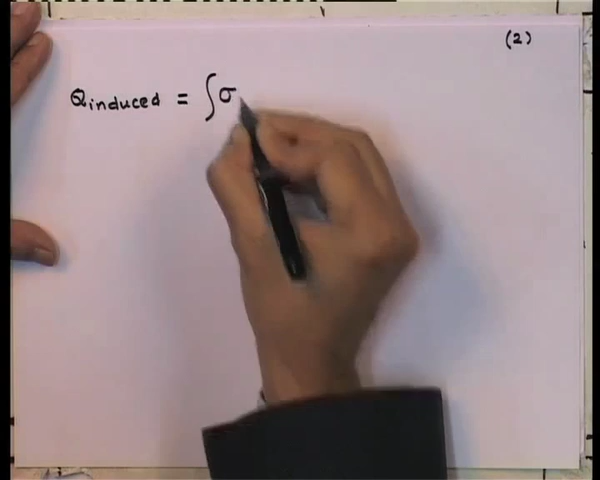 (2)
Qinduced = ∫σ